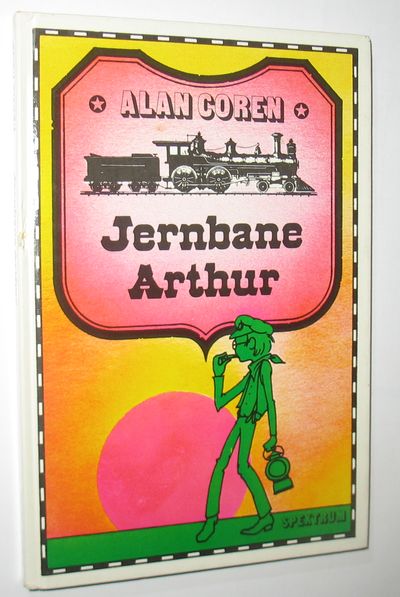 ALAN COREN
Jernbane
Arthur
SPEKTRUM